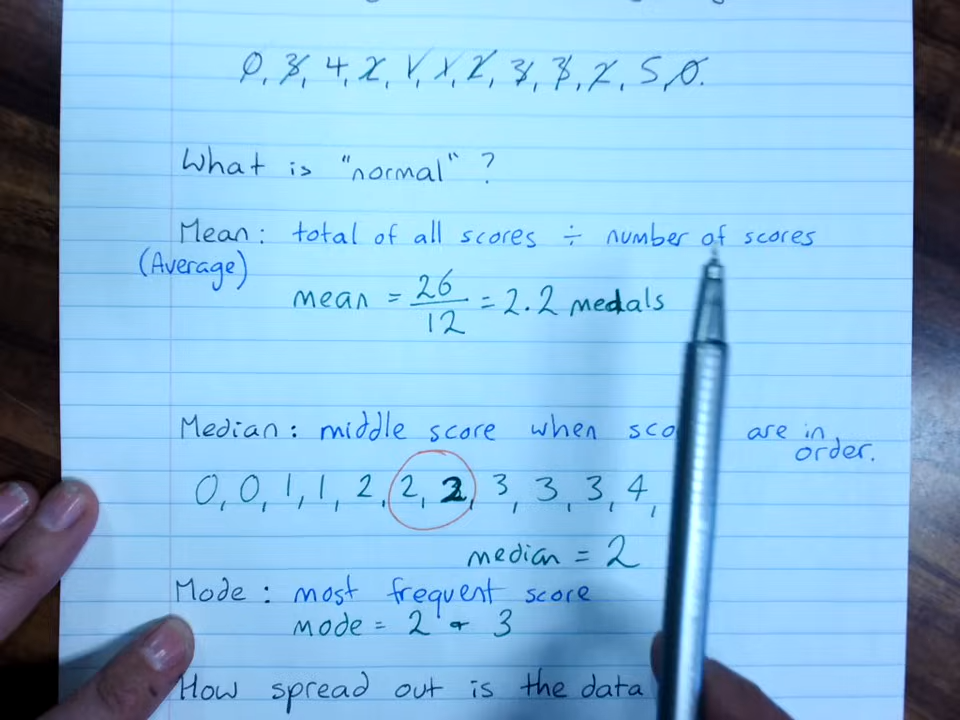 0, 3, 4, 2, 1, 1, 2, 3, 3, 2, 5, 0.
What is "normal" ?
Mean: total of all scores ÷ number of scores
(Average)
mean = 26/12 = 2.2 medals
Median: middle score when are in order.
0, 0, 1, 1, 2, 2, 2, 3, 3, 3, 4,
median = 2
Mode: most frequent score
mode = 2 + 3
How spread out is the data